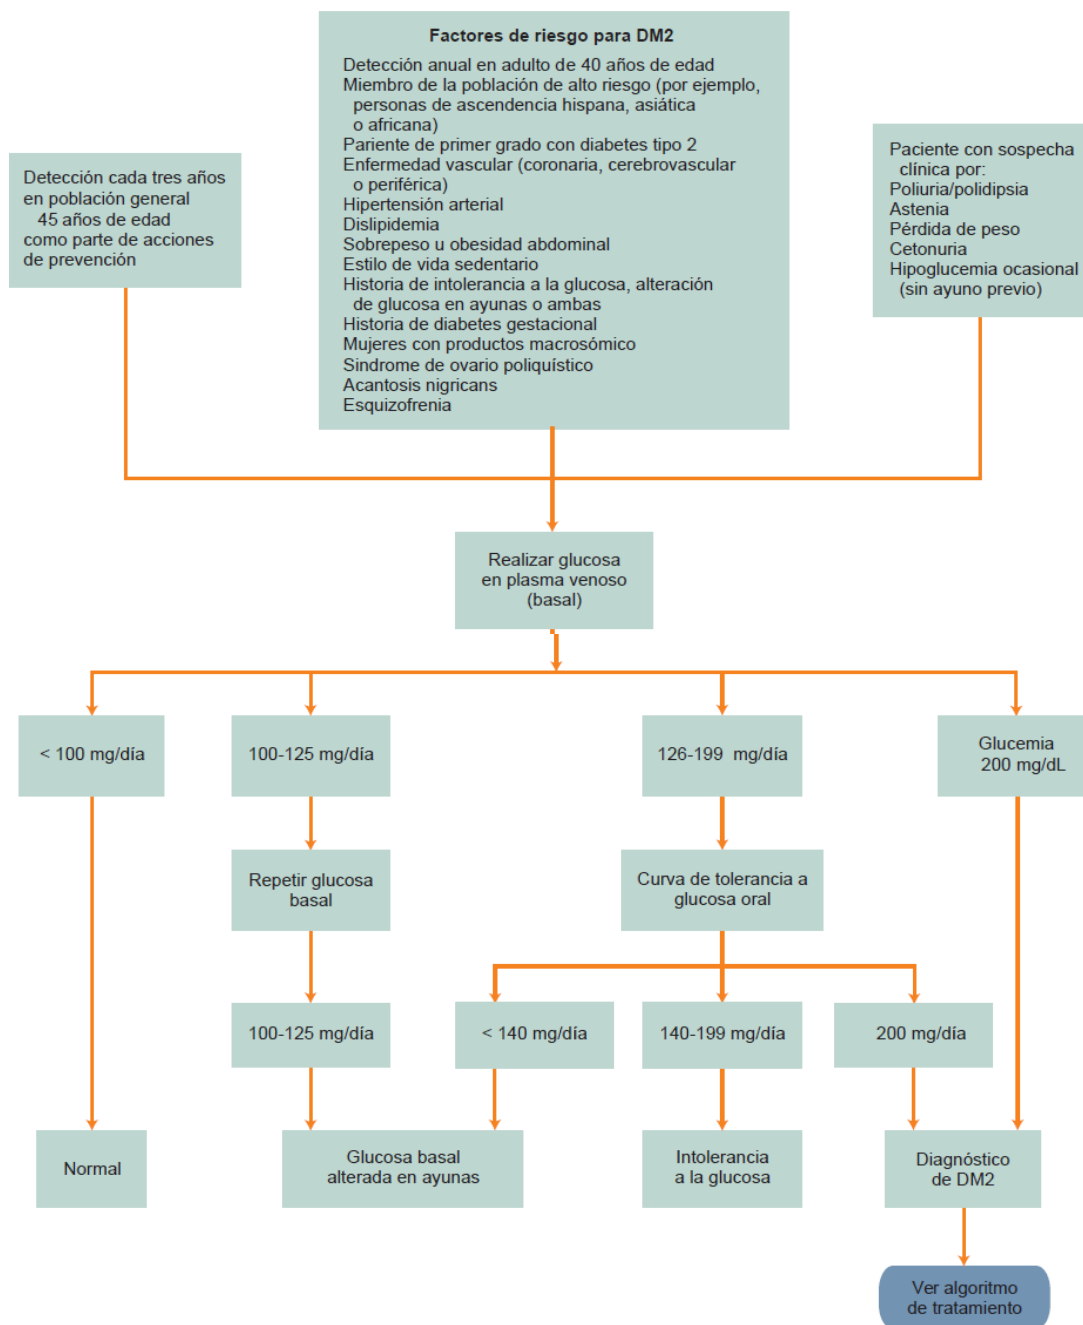 Factores de riesgo para DM2
Detección anual en adulto de 40 años de edad
Miembro de la población de alto riesgo (por ejemplo,
personas de ascendencia hispana, asiática
o africana)
Pariente de primer grado con diabetes tipo 2
Enfermedad vascular (coronaria, cerebrovascular
o periférica)
Hipertensión arterial
Dislipidemia
Sobrepeso u obesidad abdominal
Estilo de vida sedentario
Historia de intolerancia a la glucosa, alteración
de glucosa en ayunas o ambas
Historia de diabetes gestacional
Mujeres con productos macrosómico
Sindrome de ovario poliquístico
Acantosis nigricans
Esquizofrenia
Detección cada tres años
en población general
45 años de edad
como parte de acciones
de prevención
Paciente con sospecha
clínica por:
Poliuria/polidipsia
Astenia
Pérdida de peso
Cetonuria
Hipoglucemia ocasional
(sin ayuno previo)
Realizar glucosa
en plasma venoso
(basal)
< 100 mg/día
100-125 mg/día
126-199 mg/día
Glucemia
200 mg/dL
Repetir glucosa
basal
Curva de tolerancia a
glucosa oral
100-125 mg/día
< 140 mg/día
140-199 mg/día
200 mg/día
Normal
Glucosa basal
alterada en ayunas
Intolerancia
a la glucosa
Diagnóstico
de DM2
Ver algoritmo
de tratamiento